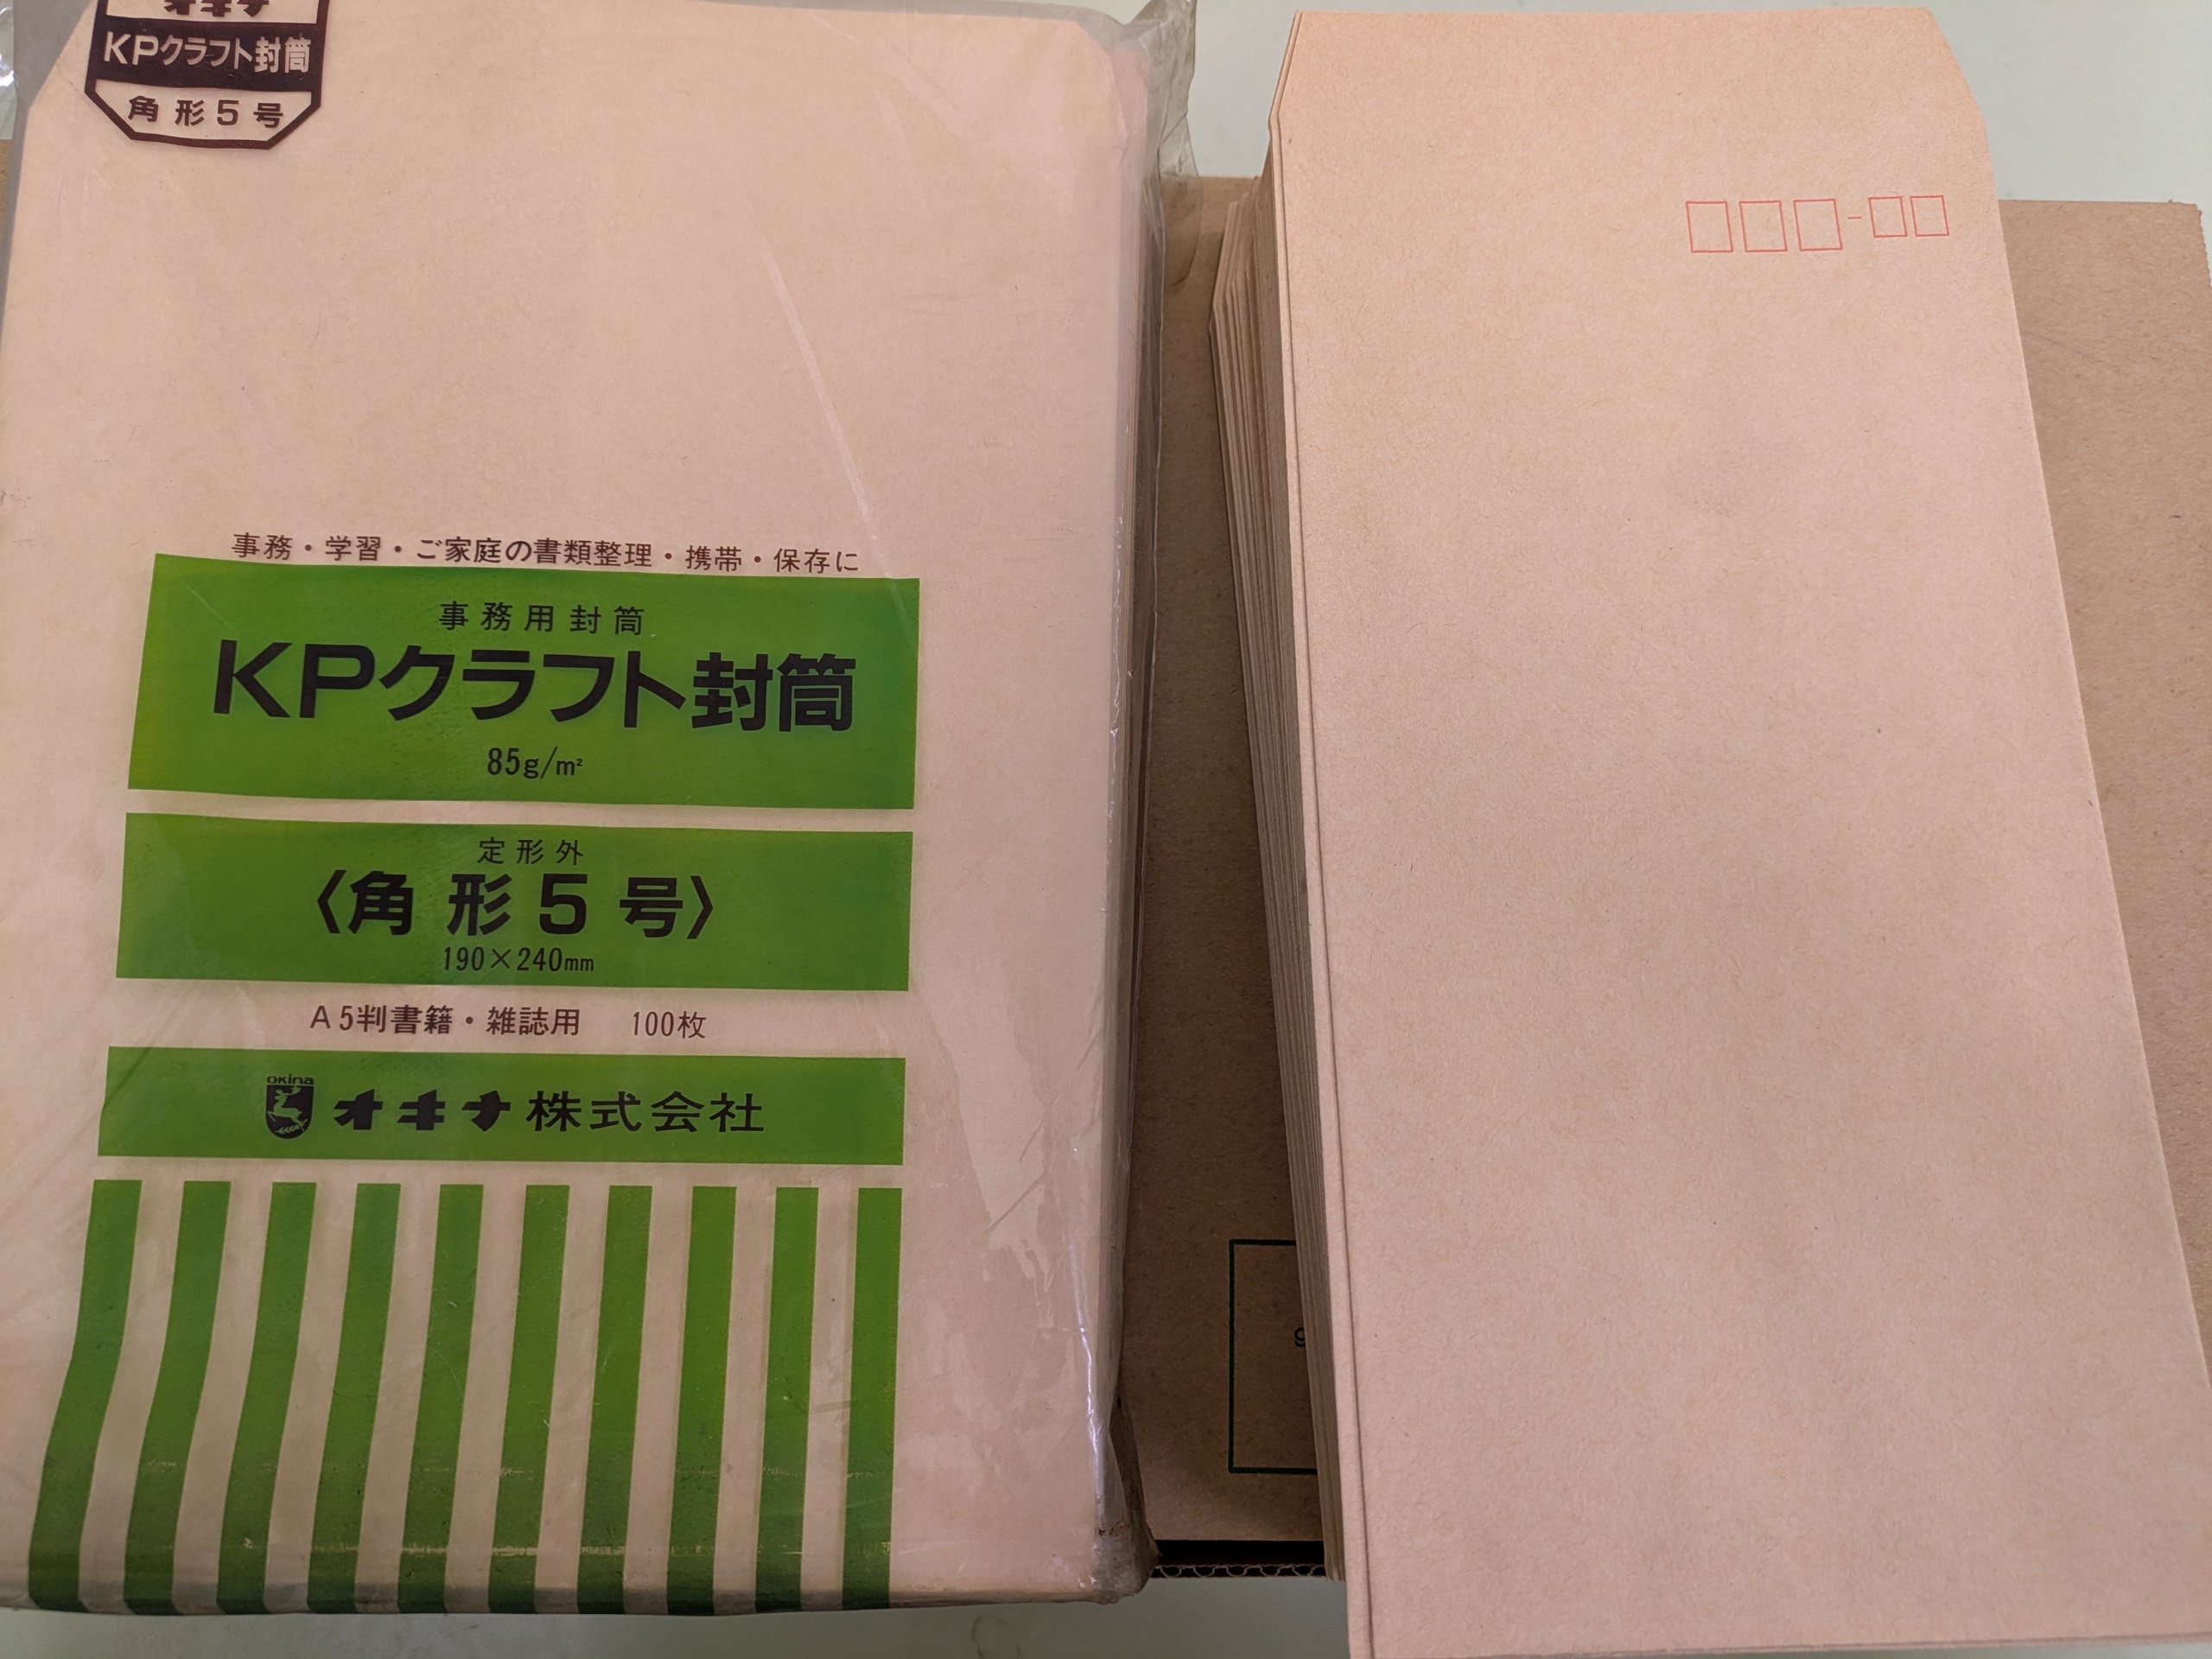 オキナ
KPクラフト封筒
角形5号
事務・学習・ご家庭の書類整理・携帯・保存に
事務用封筒
KPクラフト封筒
85g/m²
定形外
〈角形5号〉
190×240mm
A5判書籍・雑誌用 100枚
OKINA
オキナ株式会社